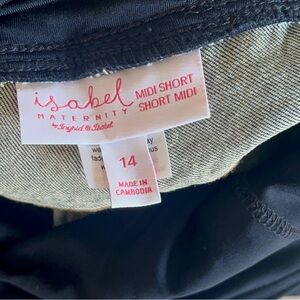 isabel
MATERNITY
by Ingrid & Isabel
MIDI SHORT
SHORT MIDI
14
MADE IN
CAMBODIA